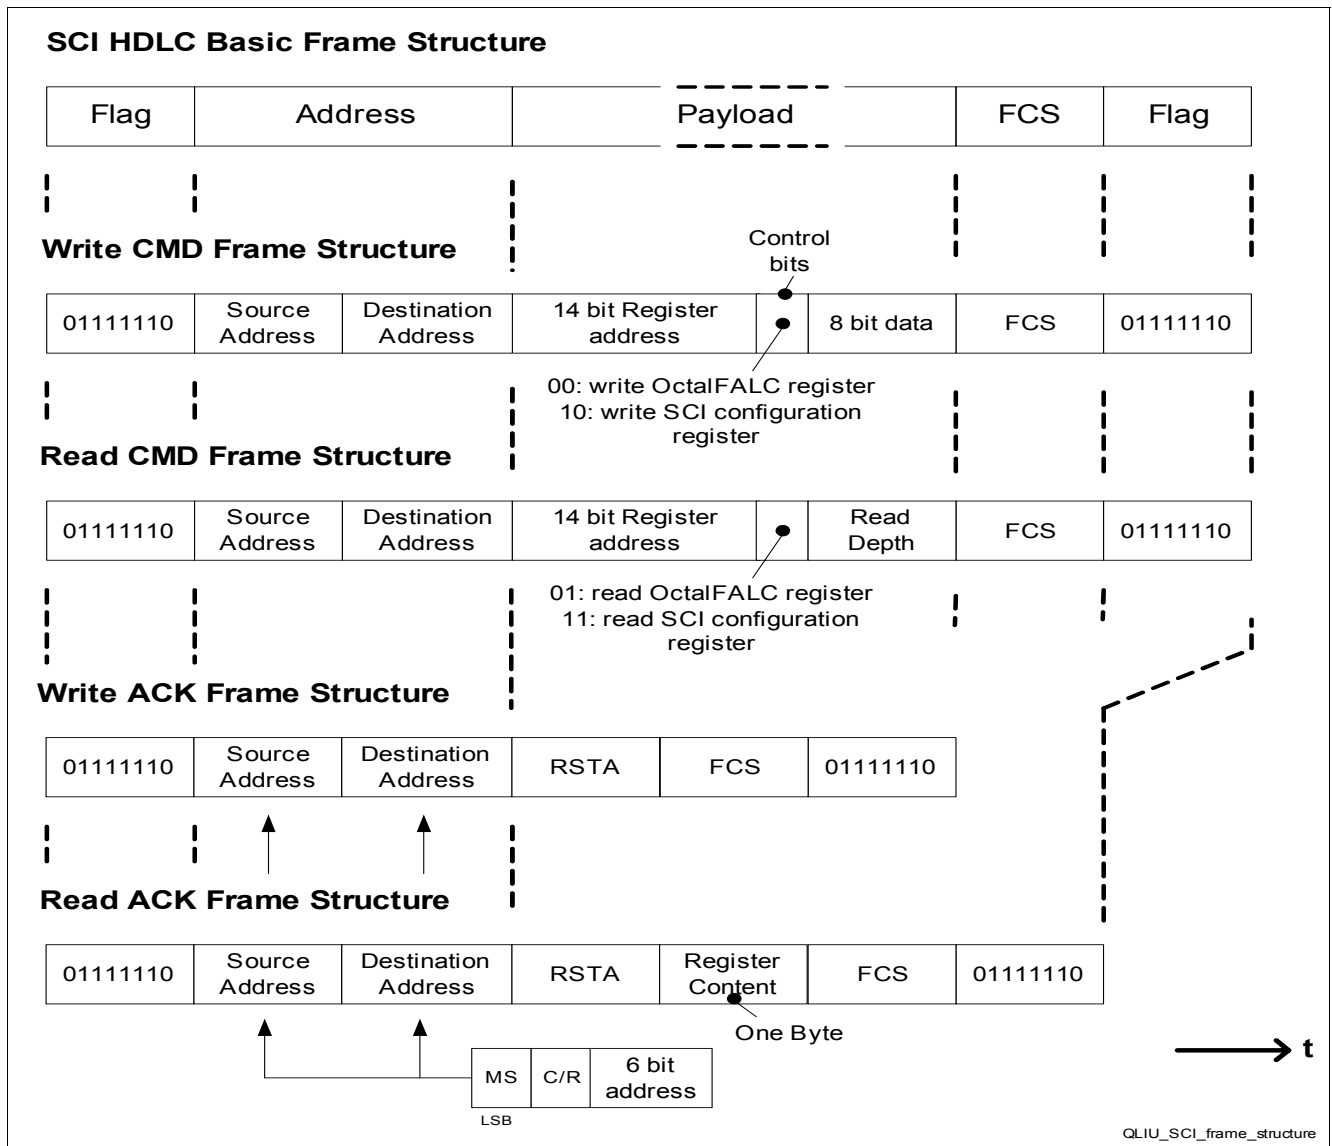 SCI HDLC Basic Frame Structure
Flag Address Payload FCS Flag
Write CMD Frame Structure
Control
bits
01111110 Source Address Destination Address 14 bit Register address 8 bit data FCS 01111110
00: write OctalFALC register
10: write SCI configuration
register
Read CMD Frame Structure
01111110 Source Address Destination Address 14 bit Register address Read Depth FCS 01111110
01: read OctalFALC register
11: read SCI configuration
register
Write ACK Frame Structure
01111110 Source Address Destination Address RSTA FCS 01111110
Read ACK Frame Structure
01111110 Source Address Destination Address RSTA Register Content FCS 01111110
One Byte
t
MS C/R 6 bit address
LSB
QLIU_SCI_frame_structure